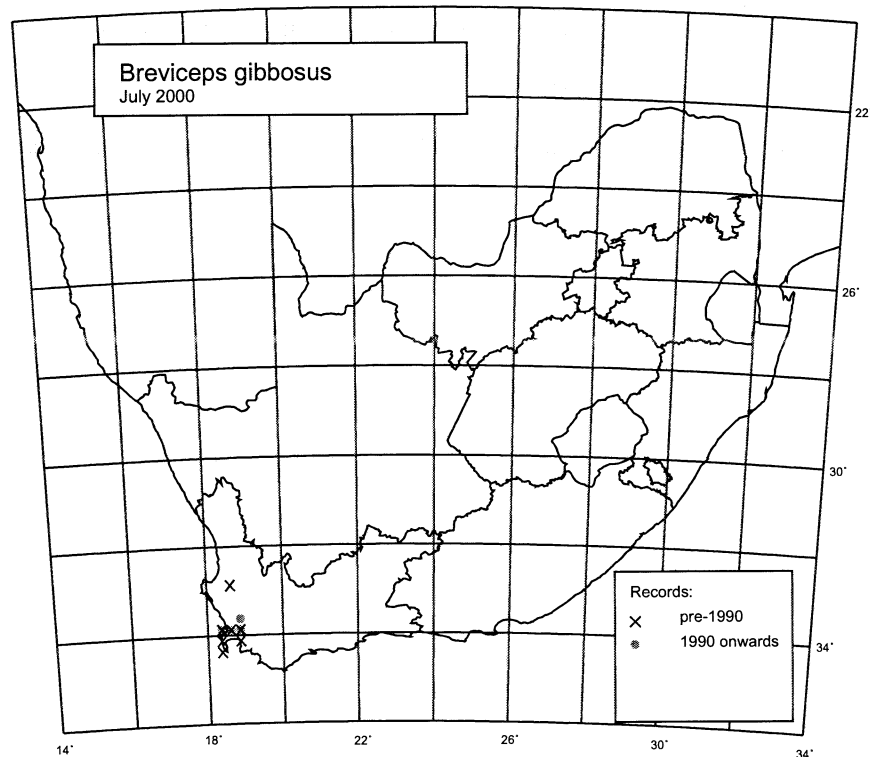 Breviceps gibbosus
July 2000
22
26°
30°
Records:
× pre-1990
1990 onwards
34°
14°
18°
22°
26°
30°
34°